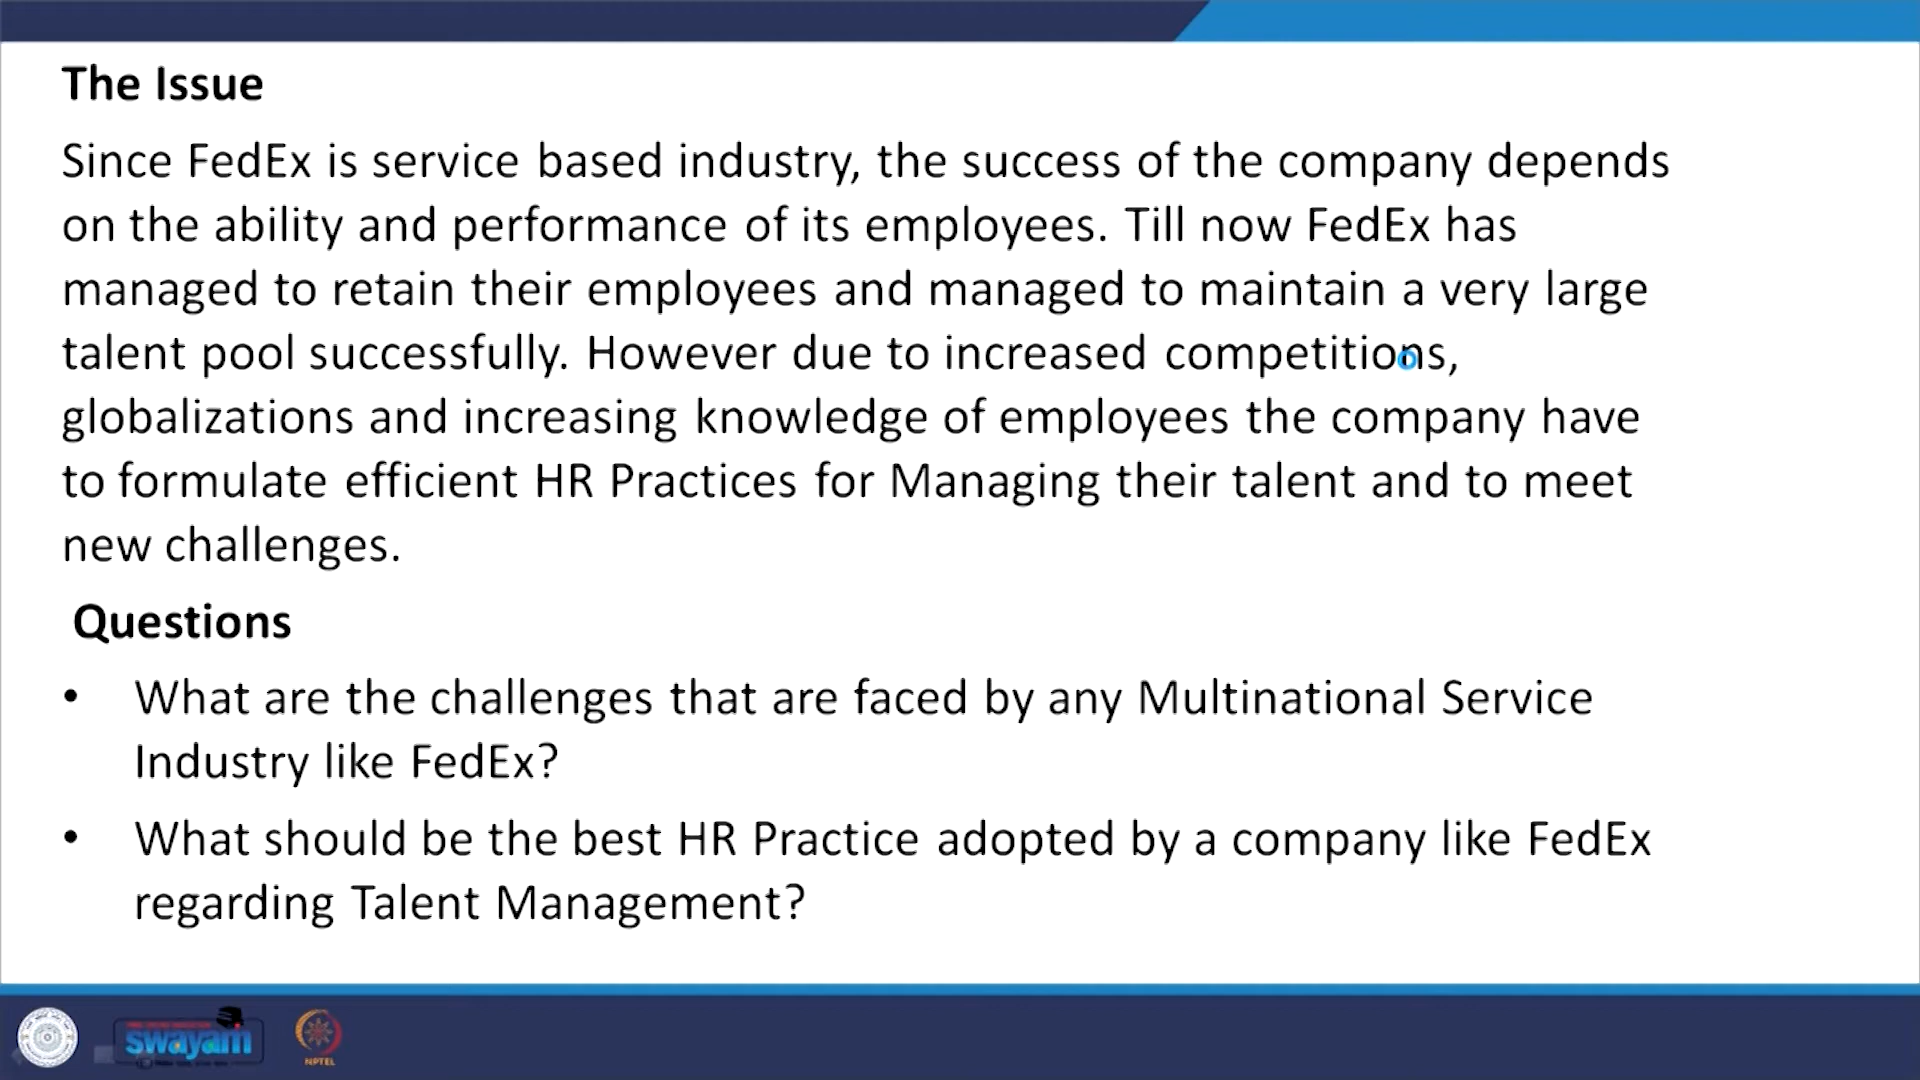 The Issue
Since FedEx is service based industry, the success of the company depends
on the ability and performance of its employees. Till now FedEx has
managed to retain their employees and managed to maintain a very large
talent pool successfully. However due to increased competitions,
globalizations and increasing knowledge of employees the company have
to formulate efficient HR Practices for Managing their talent and to meet
new challenges.
Questions
• What are the challenges that are faced by any Multinational Service
Industry like FedEx?
• What should be the best HR Practice adopted by a company like FedEx
regarding Talent Management?
swayam
NPTEL